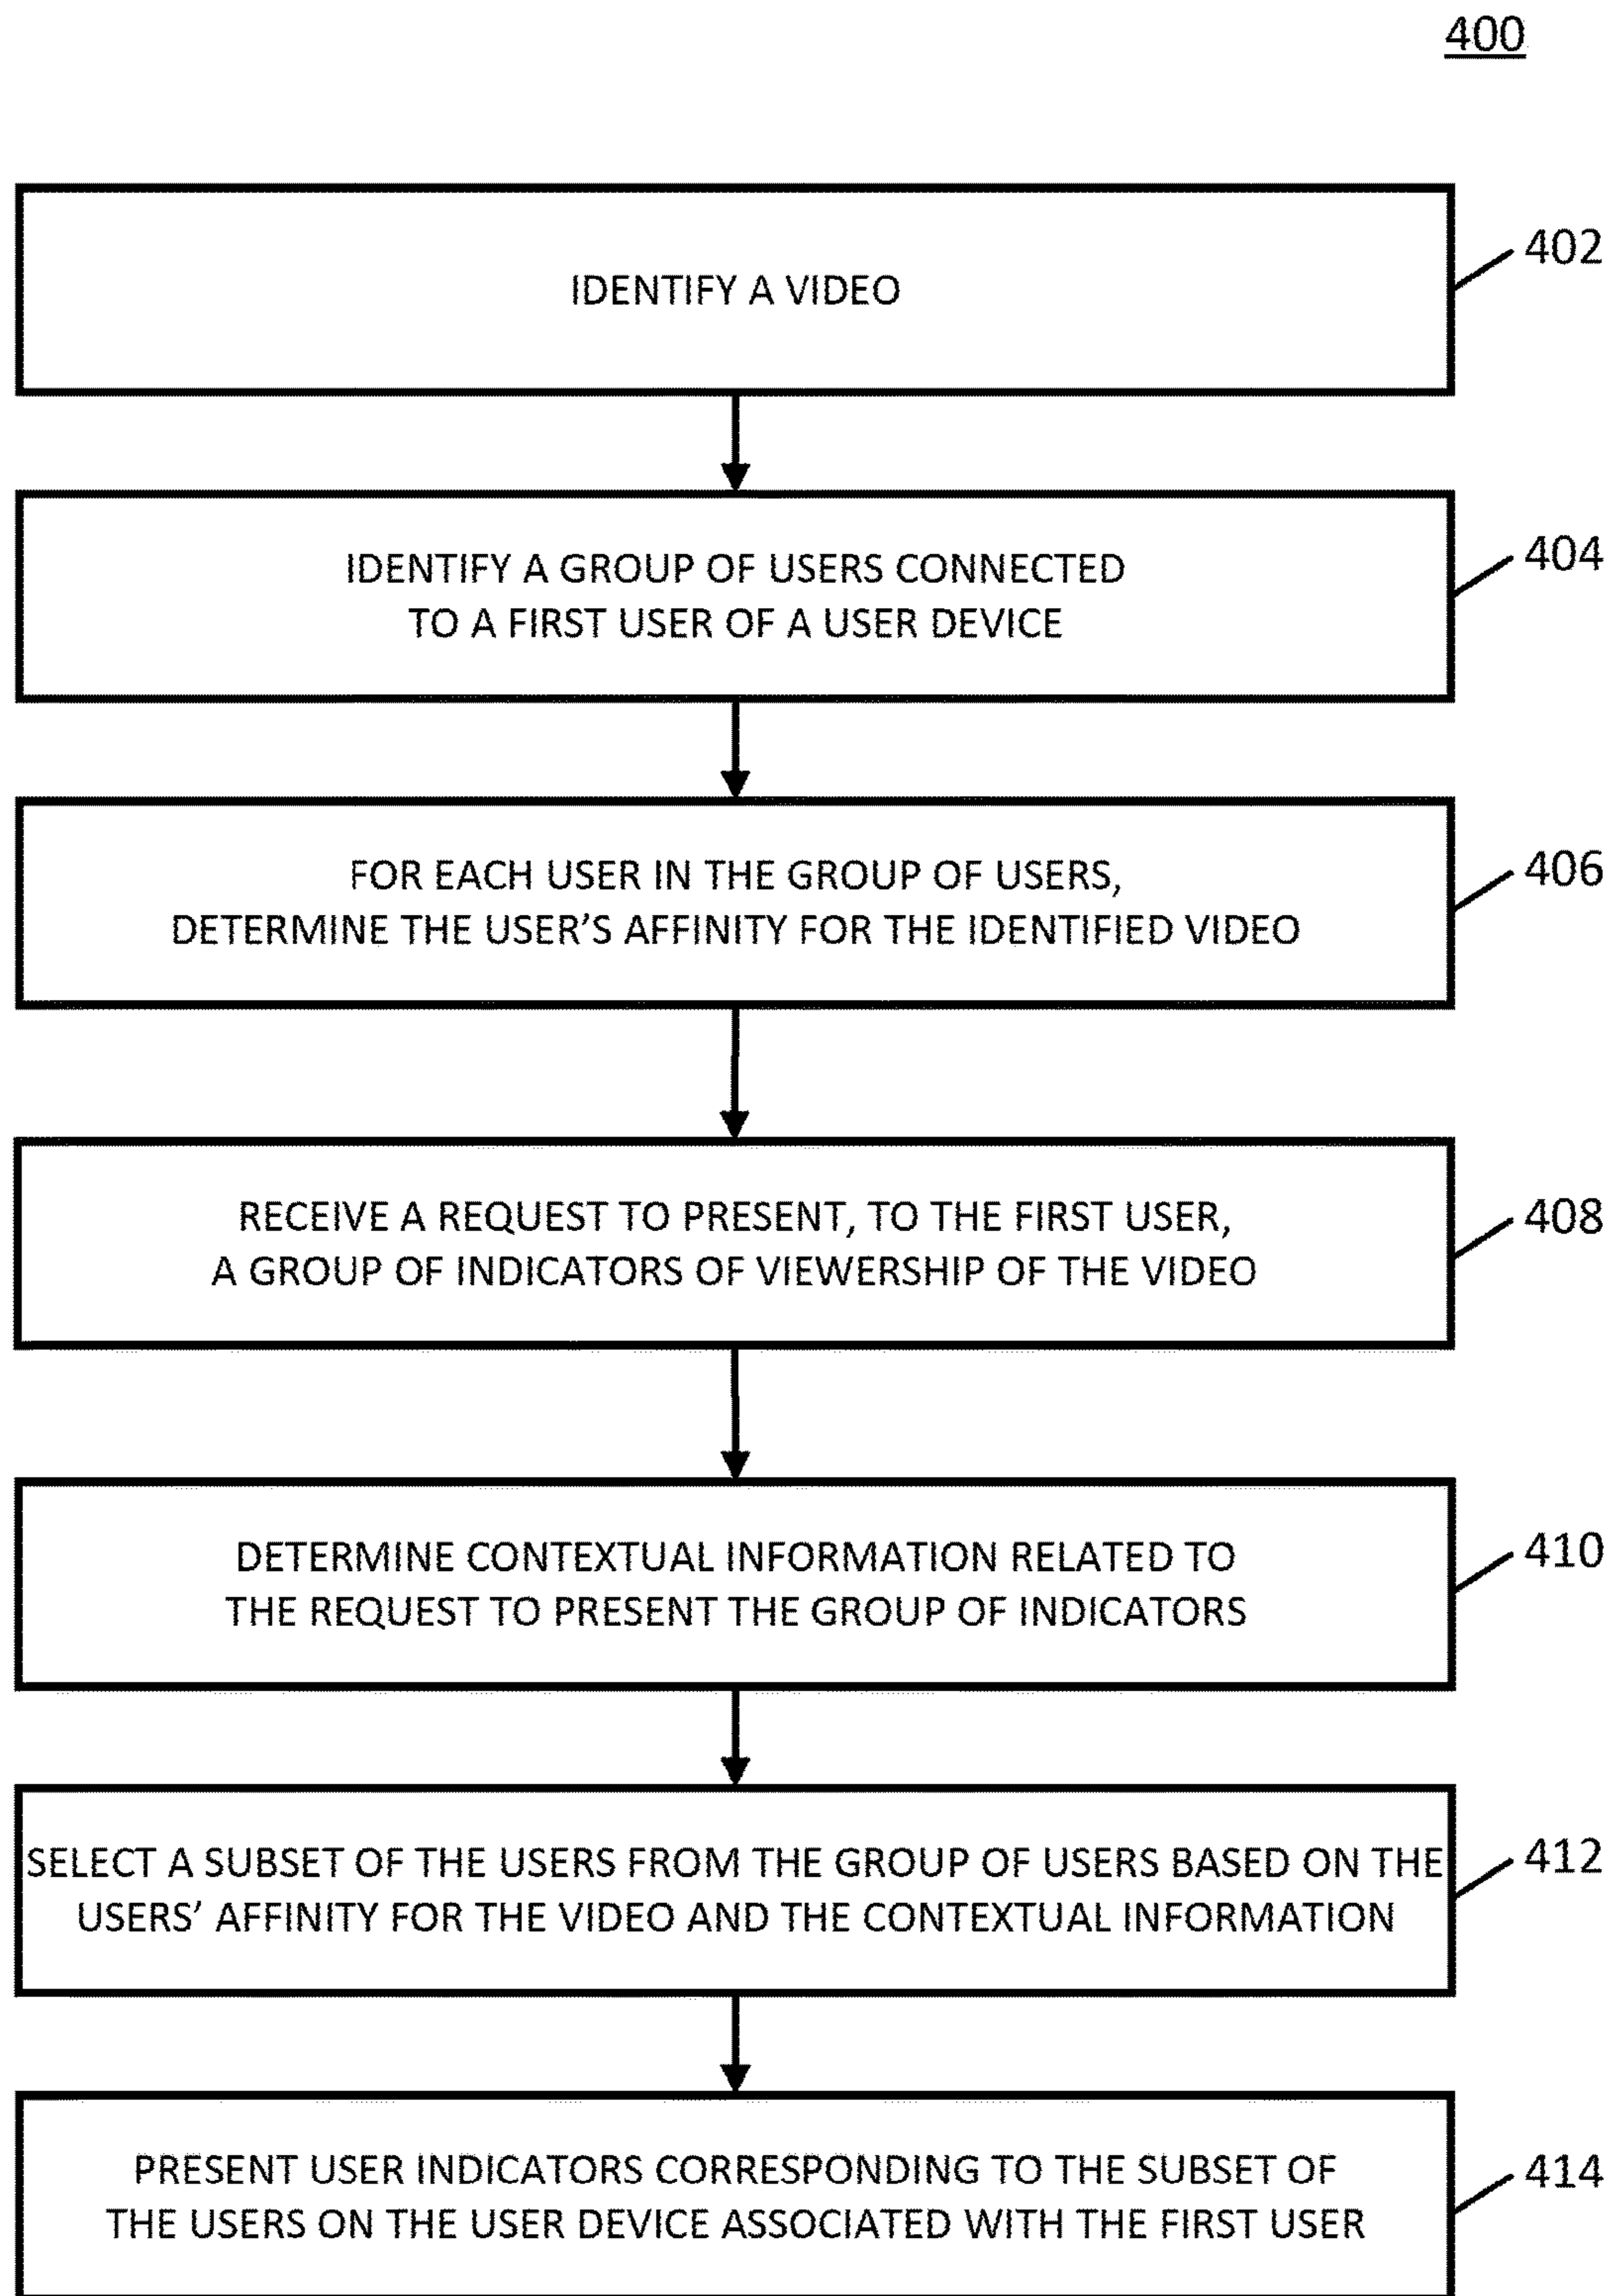 400
IDENTIFY A VIDEO
402
IDENTIFY A GROUP OF USERS CONNECTED
TO A FIRST USER OF A USER DEVICE
404
FOR EACH USER IN THE GROUP OF USERS,
DETERMINE THE USER'S AFFINITY FOR THE IDENTIFIED VIDEO
406
RECEIVE A REQUEST TO PRESENT, TO THE FIRST USER,
A GROUP OF INDICATORS OF VIEWERSHIP OF THE VIDEO
408
DETERMINE CONTEXTUAL INFORMATION RELATED TO
THE REQUEST TO PRESENT THE GROUP OF INDICATORS
410
SELECT A SUBSET OF THE USERS FROM THE GROUP OF USERS BASED ON THE
USERS' AFFINITY FOR THE VIDEO AND THE CONTEXTUAL INFORMATION
412
PRESENT USER INDICATORS CORRESPONDING TO THE SUBSET OF
THE USERS ON THE USER DEVICE ASSOCIATED WITH THE FIRST USER
414